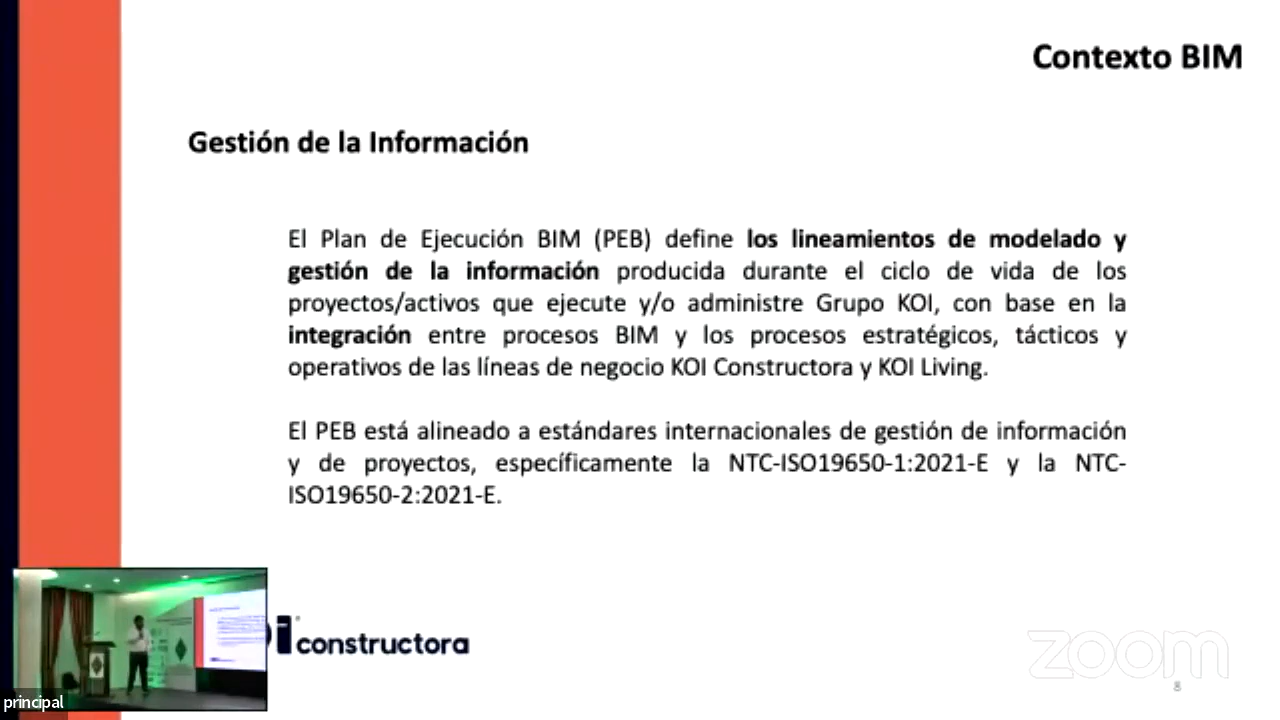 Contexto BIM
Gestión de la Información
El Plan de Ejecución BIM (PEB) define los lineamientos de modelado y
gestión de la información producida durante el ciclo de vida de los
proyectos/activos que ejecute y/o administre Grupo KOI, con base en la
integración entre procesos BIM y los procesos estratégicos, tácticos y
operativos de las líneas de negocio KOI Constructora y KOI Living.
El PEB está alineado a estándares internacionales de gestión de información
y de proyectos, específicamente la NTC-ISO19650-1:2021-E y la NTC-
ISO19650-2:2021-E.
constructora
zoom
8
principal